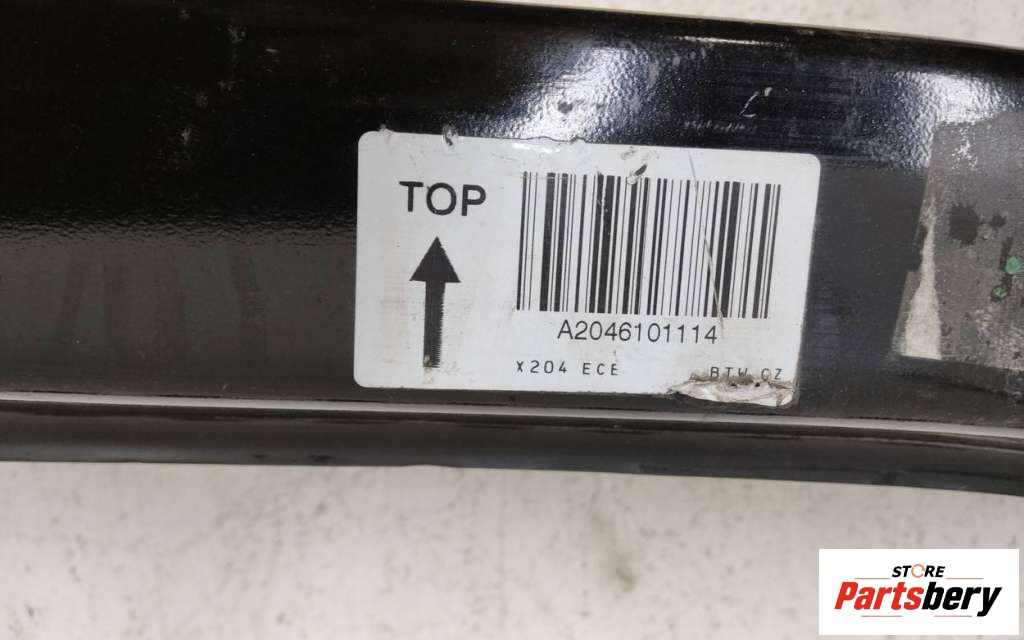 TOP
A2046101114
X204 ECE
BTW CZ
STORE
Partsbery